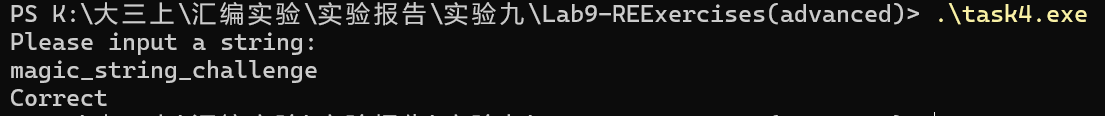 PS K:\大三上\汇编实验\实验报告\实验九\Lab9-REExercises(advanced)> .\task4.exe
Please input a string:
magic_string_challenge
Correct